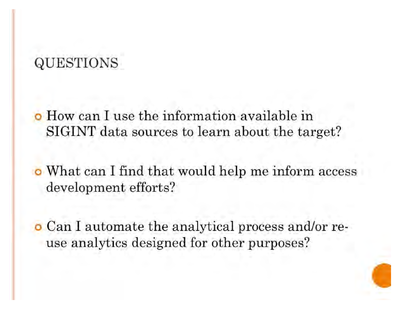 QUESTIONS
How can I use the information available in
SIGINT data sources to learn about the target?
What can I find that would help me inform access
development efforts?
Can I automate the analytical process and/or re-
use analytics designed for other purposes?